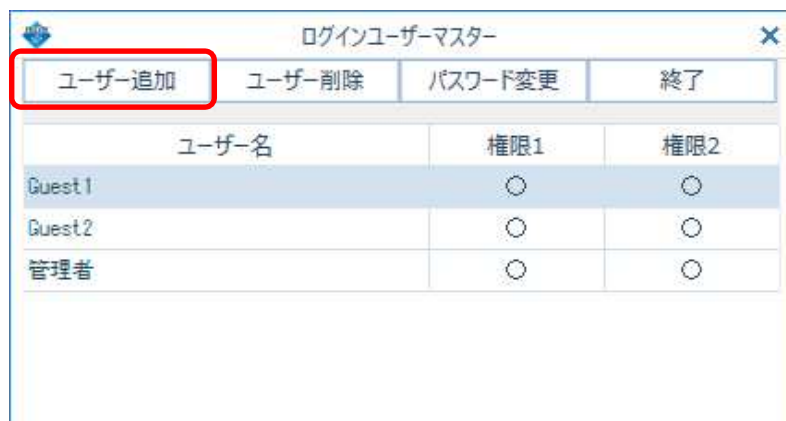 ログインユーザーマスター
ユーザー追加 ユーザー削除 パスワード変更 終了
ユーザー名 権限1 権限2
Guest1 ○ ○
Guest2 ○ ○
管理者 ○ ○